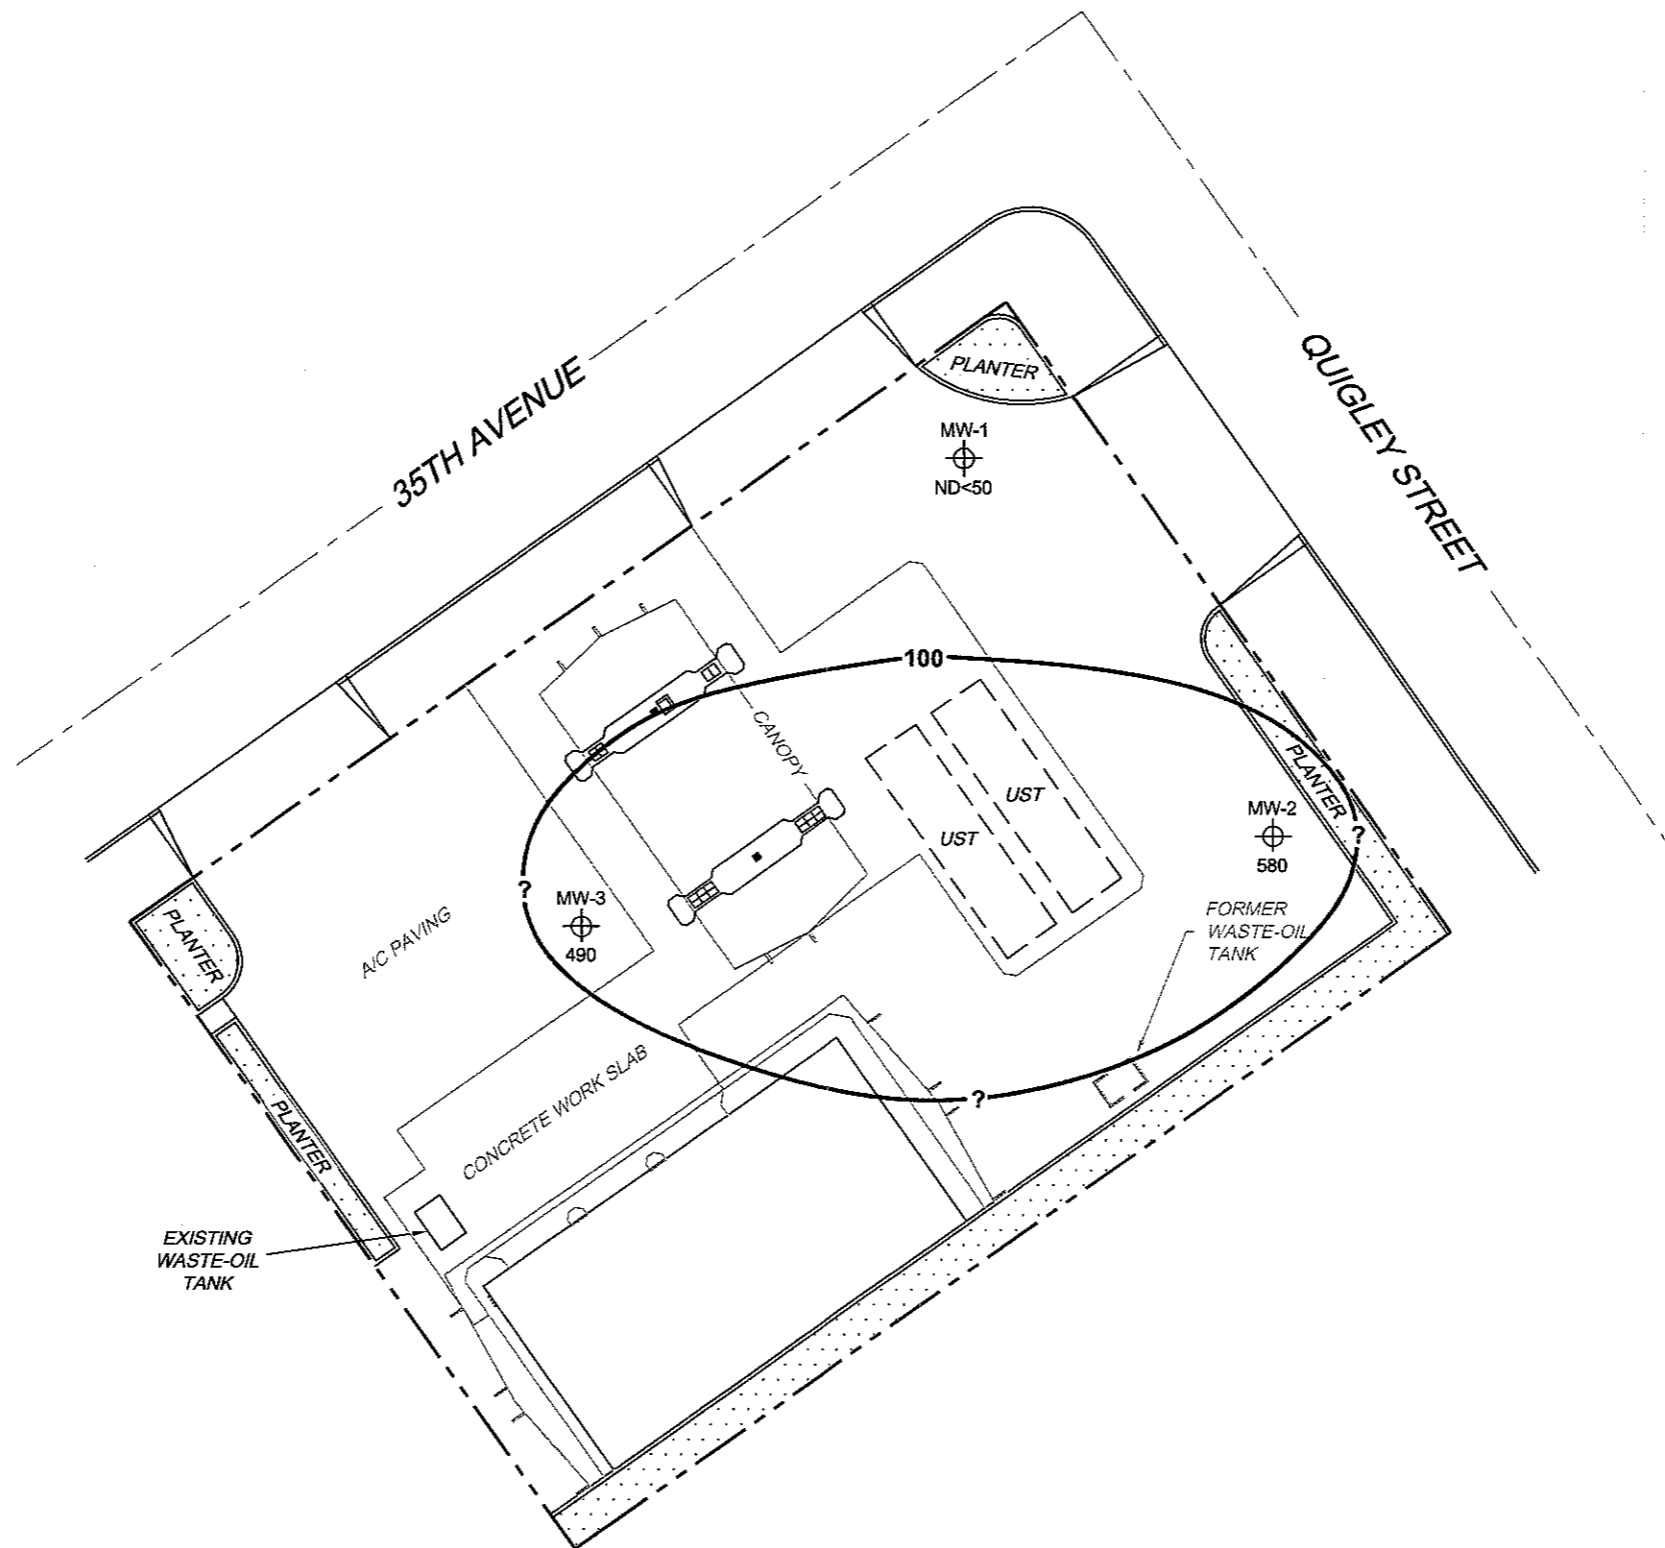 35TH AVENUE
QUIGLEY STREET
PLANTER
MW-1
ND<50
100
CANOPY
UST
UST
PLANTER
MW-2
?
580
?
MW-3
490
FORMER
WASTE-OIL
TANK
PLANTER
A/C PAVING
CONCRETE WORK SLAB
?
PLANTER
EXISTING
WASTE-OIL
TANK